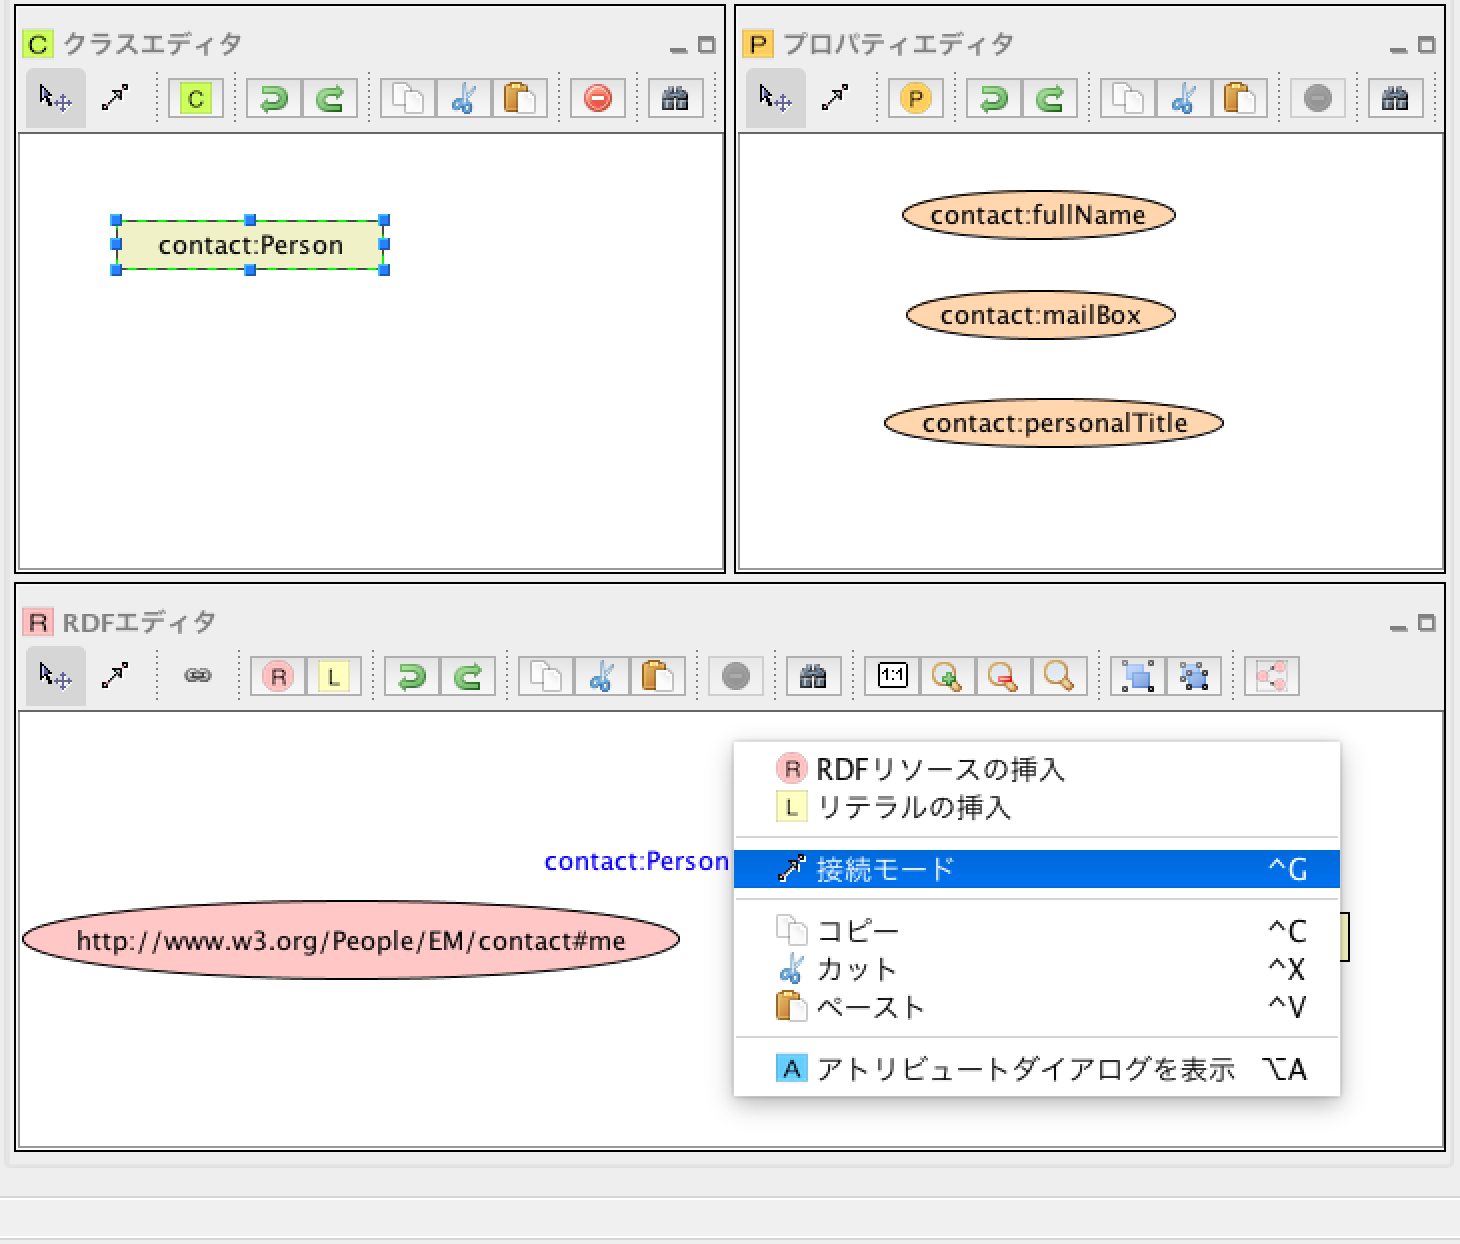 C クラスエディタ
C
contact:Person
P プロパティエディタ
P
contact:fullName
contact:mailBox
contact:personalTitle
R RDFエディタ
R L 1:1
contact:Person
http://www.w3.org/People/EM/contact#me
R RDFリソースの挿入
L リテラルの挿入
接続モード ^G
コピー ^C
カット ^X
ペースト ^V
A アトリビュートダイアログを表示 ⌥A